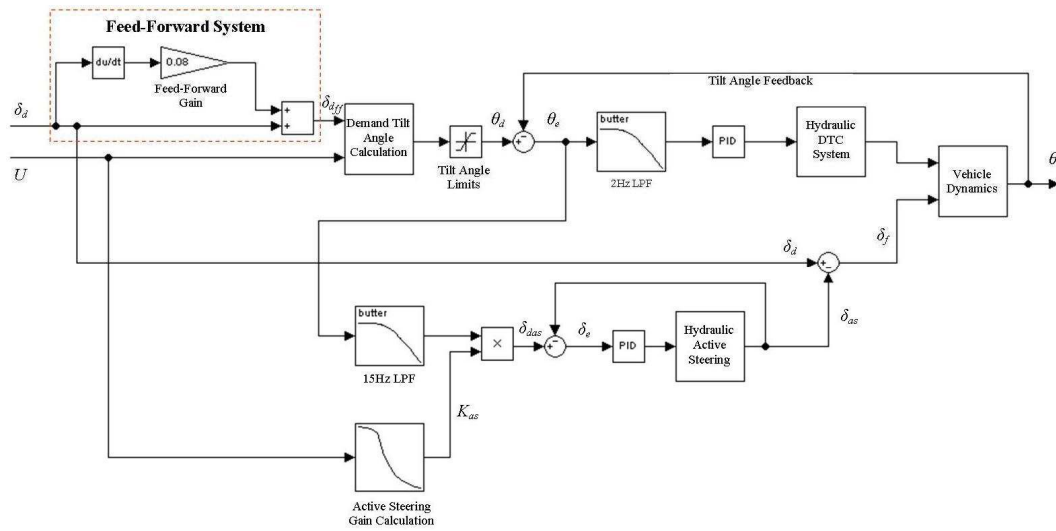 Feed-Forward System
du/dt
0.08
Feed-Forward
Gain
δd
δdff
+
+
U
Demand Tilt
Angle
Calculation
Tilt Angle
Limits
θd
+
−
θe
Tilt Angle Feedback
butter
2Hz LPF
PID
Hydraulic
DTC
System
Vehicle
Dynamics
θ
δd
+
−
δf
δas
butter
15Hz LPF
×
δdas
+
−
δe
PID
Hydraulic
Active
Steering
Kas
Active Steering
Gain Calculation